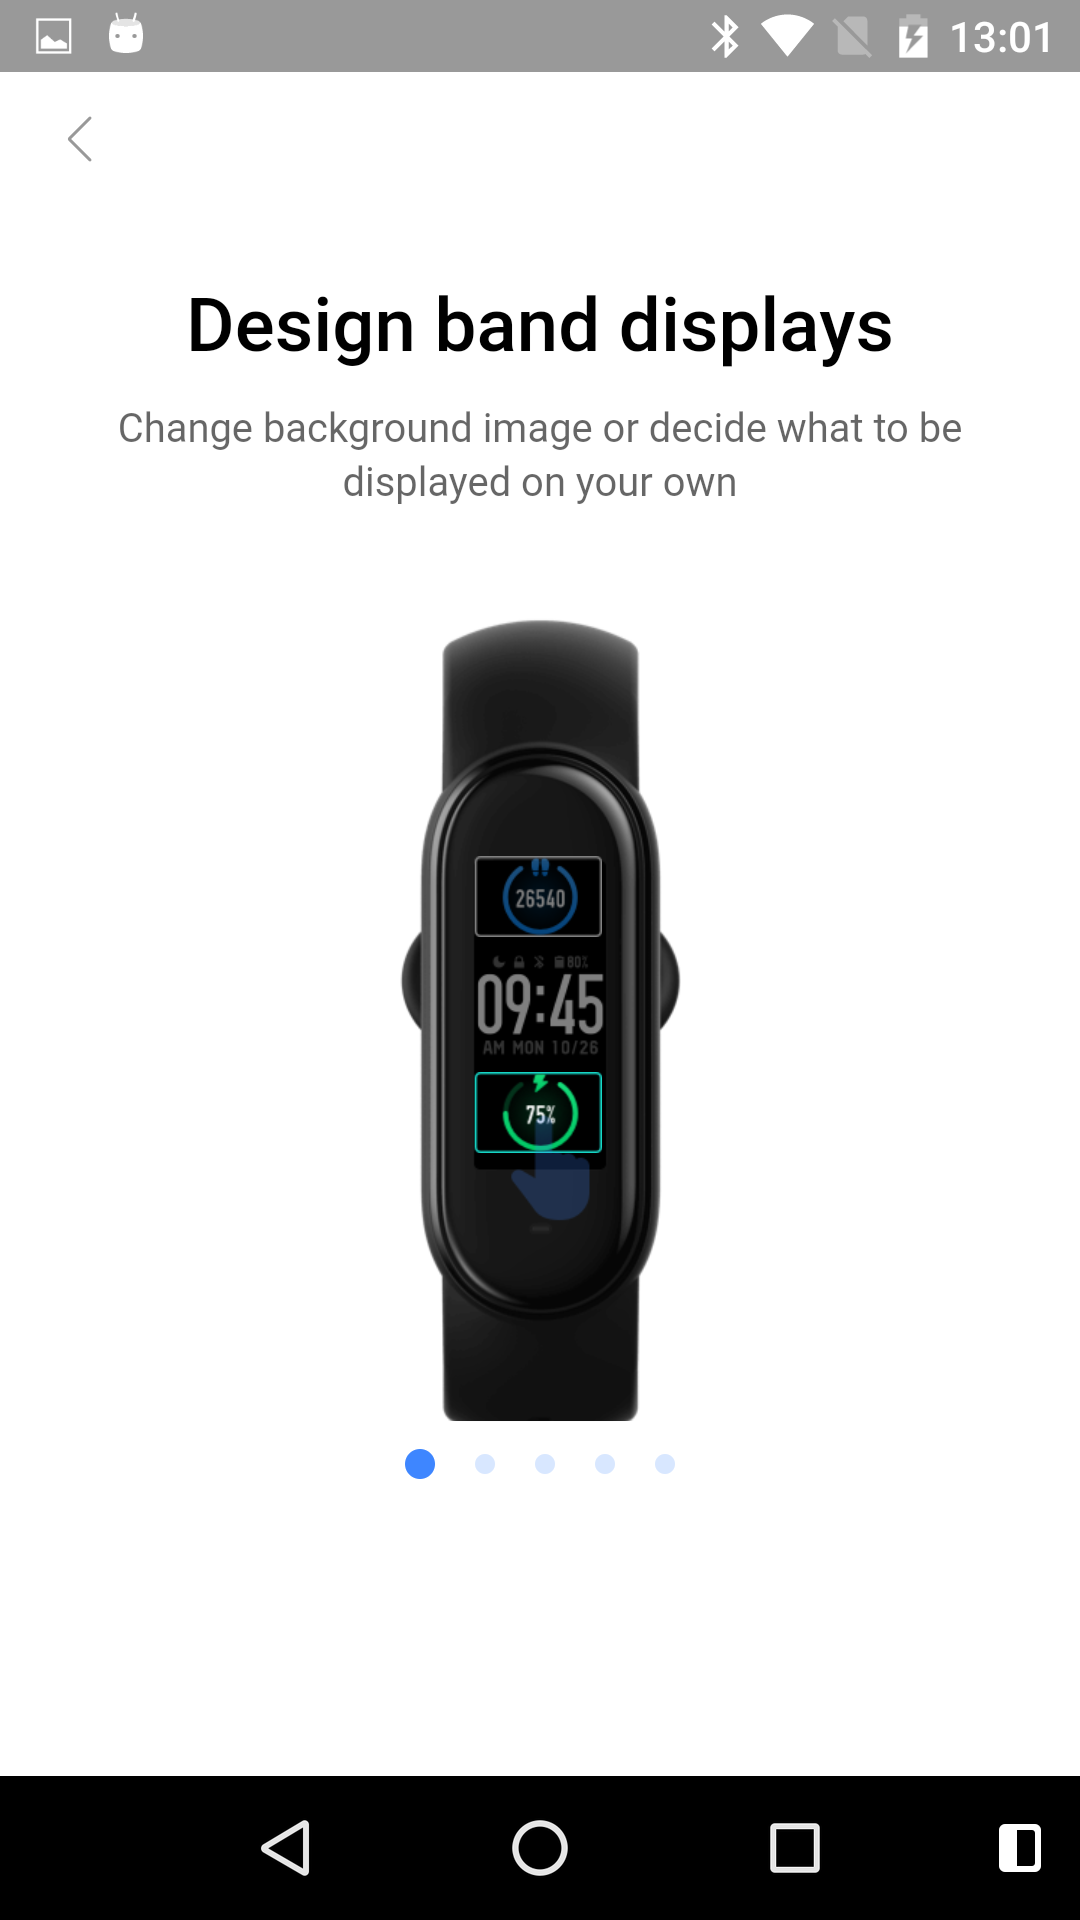 13:01
Design band displays
Change background image or decide what to be
displayed on your own
26540
80%
09:45
AM MON 10/26
75%